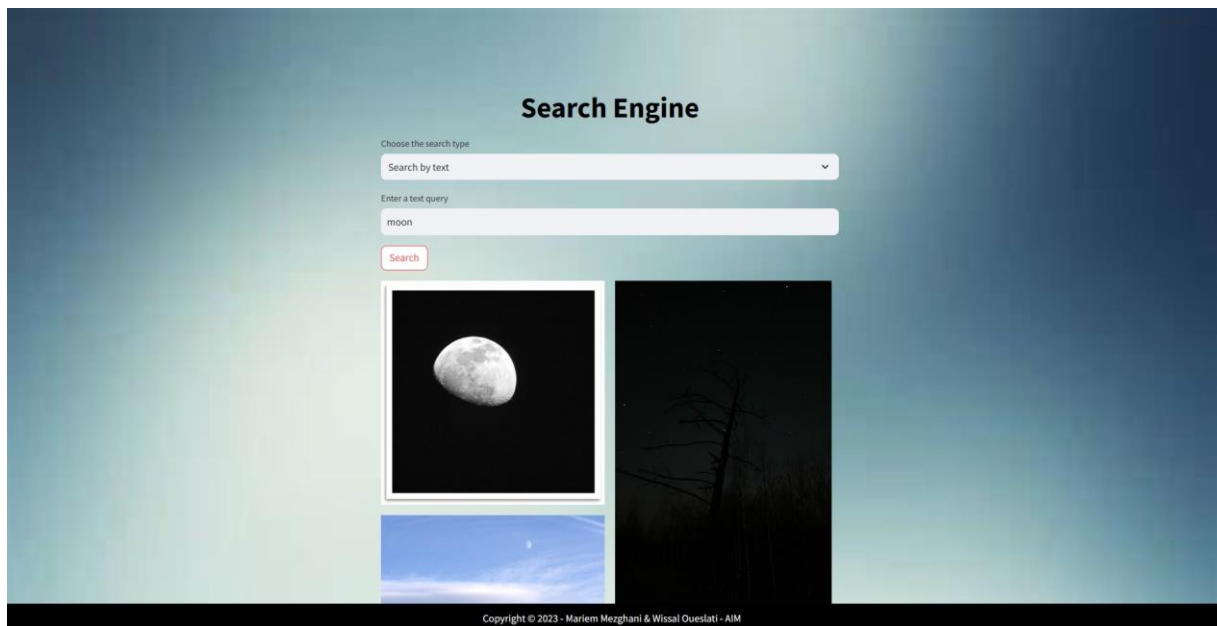 Search Engine
Choose the search type
Search by text
Enter a text query
moon
Search
Copyright © 2023 - Mariem Mezghani & Wissal Oueslati - AIM